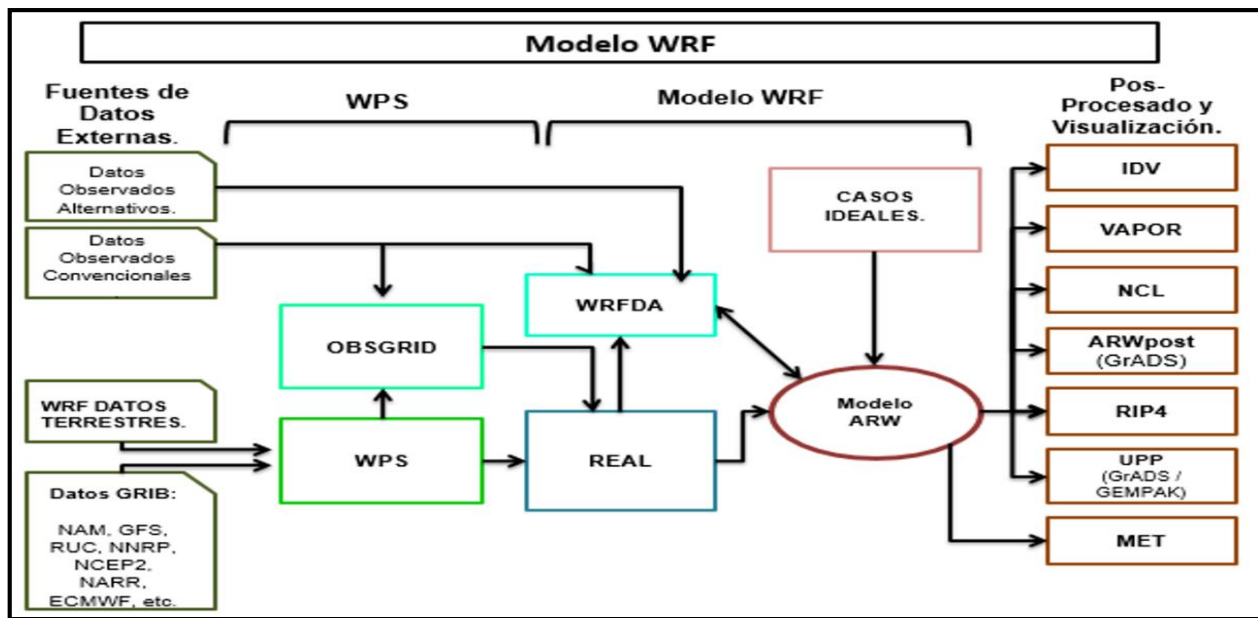 Modelo WRF
Fuentes de
Datos
Externas.
WPS
Modelo WRF
Pos-
Procesado y
Visualización.
Datos
Observados
Alternativos.
Datos
Observados
Convencionales
.
WRF DATOS
TERRESTRES.
Datos GRIB:
NAM, GFS,
RUC, NNRP,
NCEP2,
NARR,
ECMWF, etc.
OBSGRID
WPS
WRFDA
REAL
CASOS
IDEALES.
Modelo
ARW
IDV
VAPOR
NCL
ARWpost
(GrADS)
RIP4
UPP
(GrADS /
GEMPAK)
MET